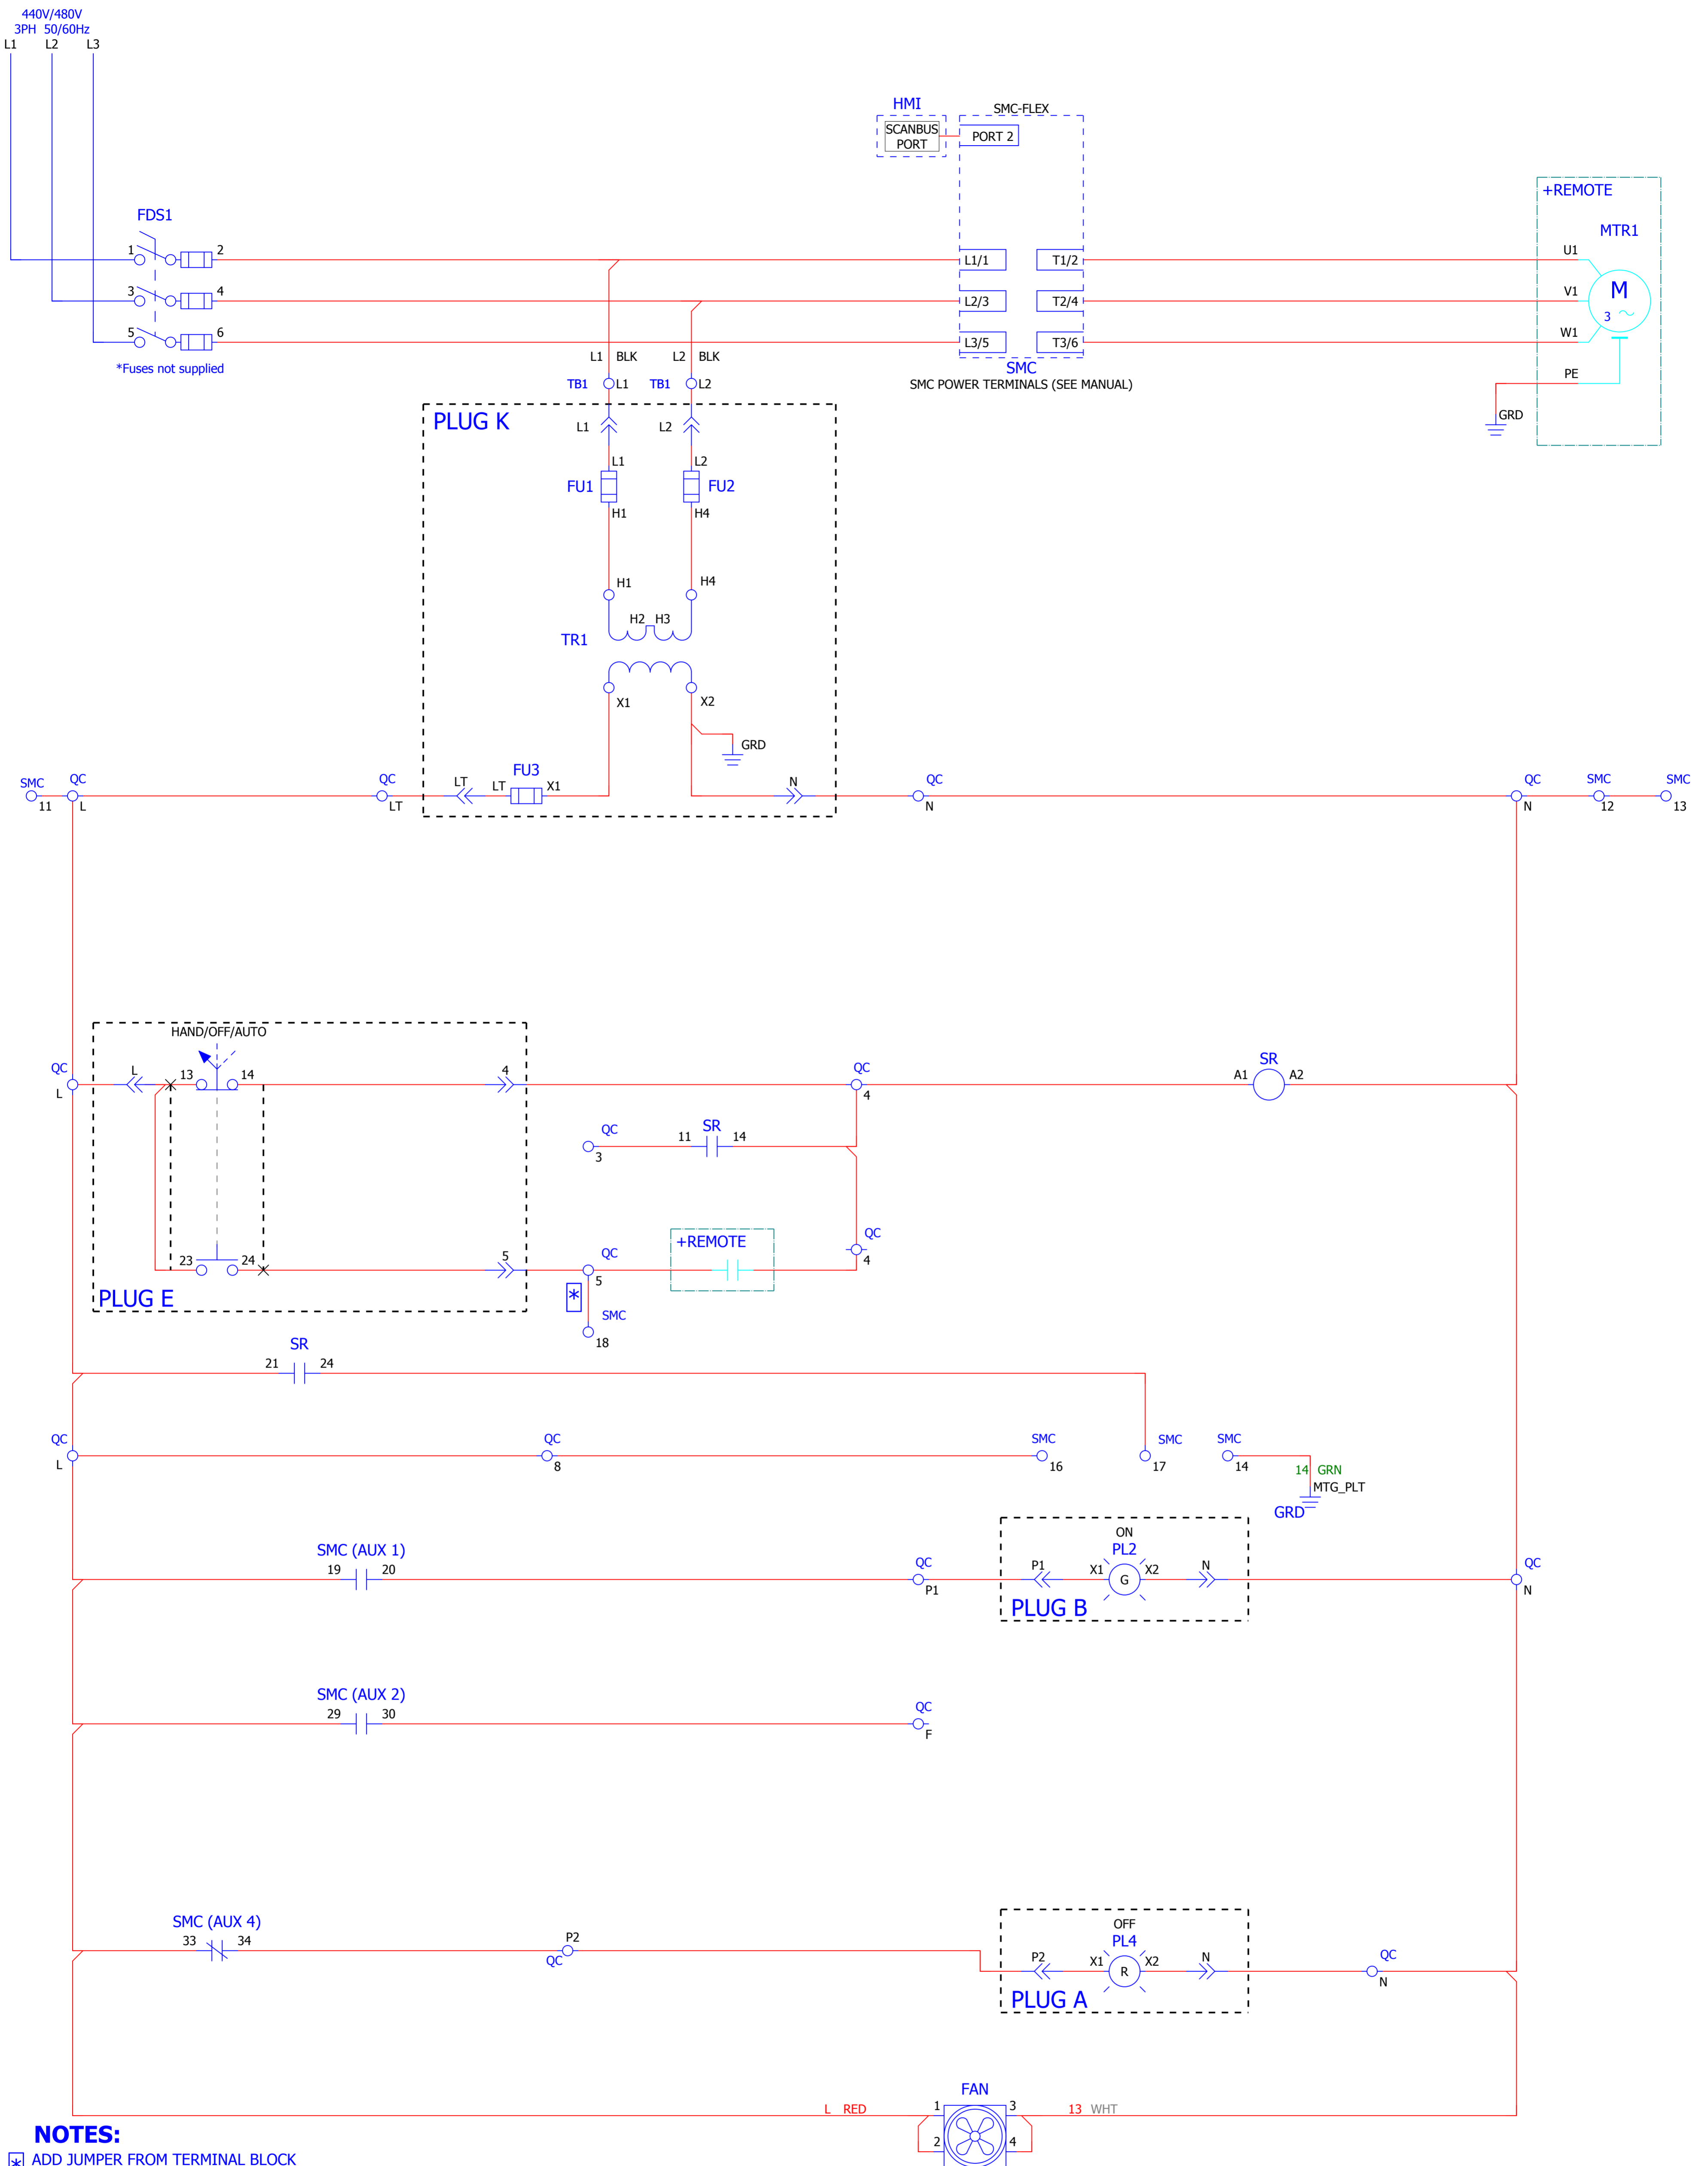 440V/480V
3PH 50/60Hz
L1 L2 L3
HMI
SMC-FLEX
SCANBUS
PORT
PORT 2
+REMOTE
FDS1
MTR1
1 2
L1/1 T1/2
U1
3 4
L2/3 T2/4
V1
M
3
5 6
L3/5 T3/6
W1
*Fuses not supplied
L1 BLK L2 BLK
SMC
SMC POWER TERMINALS (SEE MANUAL)
PE
GRD
TB1 L1 TB1 L2
PLUG K
L1 L2
L1 L2
FU1 FU2
H1 H4
H1 H4
H2 H3
TR1
X1 X2
GRD
SMC QC QC
LT LT FU3 X1
N
QC QC SMC SMC
11 L LT
N N 12 13
HAND/OFF/AUTO
QC
L
L 13 14
4
QC
4
SR
A1 A2
QC
3
SR
11 14
23 24
5
QC
5
+REMOTE
QC
4
PLUG E
*
SMC
18
SR
21 24
QC
L
QC
8
SMC
16
SMC
17
SMC
14
14 GRN
MTG_PLT
GRD
SMC (AUX 1)
19 20
QC
P1
ON
PL2
P1 X1 G X2 N
PLUG B
QC
N
SMC (AUX 2)
29 30
QC
F
SMC (AUX 4)
33 34
P2
QC
OFF
PL4
P2 X1 R X2 N
PLUG A
QC
N
FAN
L RED 1 3 13 WHT
2 4
NOTES:
* ADD JUMPER FROM TERMINAL BLOCK